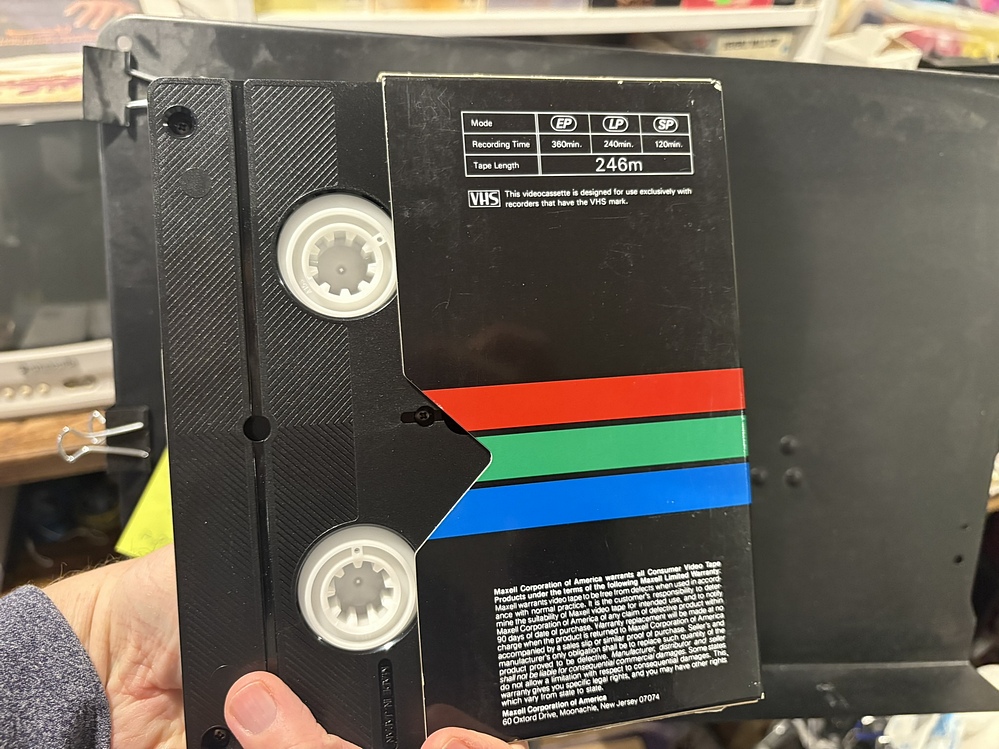 Mode EP LP SP
Recording Time 360min. 240min. 120min.
Tape Length 246m
VHS This videocassette is designed for use exclusively with
recorders that have the VHS mark.
Maxell Corporation of America warrants all Consumer Video Tape
Products under the terms of the following Maxell Limited Warranty:
Maxell warrants video tape to be free from defects when used in accord-
ance with normal practice. It is the customer's responsibility to deter-
mine the suitability of Maxell video tape for intended use, and to notify
Maxell Corporation of America of any claim of defective product within
90 days of date of purchase. Warranty replacement will be made at no
charge when the product is returned to Maxell Corporation of America
accompanied by a sales slip or similar proof of purchase. Seller's and
manufacturer's only obligation shall be to replace such quantity of the
product proved to be defective. Manufacturer, distributor and seller
shall not be liable for consequential commercial damages. Some states
do not allow a limitation with respect to consequential damages. This
warranty gives you specific legal rights, and you may have other rights
which vary from state to state.
Maxell Corporation of America
60 Oxford Drive, Moonachie, New Jersey 07074
MADE IN JAPAN